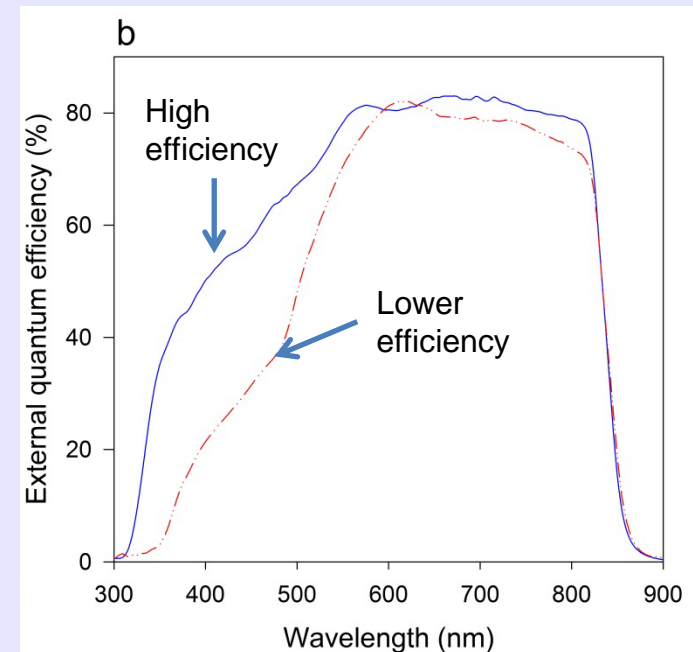 b
High
efficiency
Lower
efficiency
External quantum efficiency (%)
80
60
40
20
0
300 400 500 600 700 800 900
Wavelength (nm)